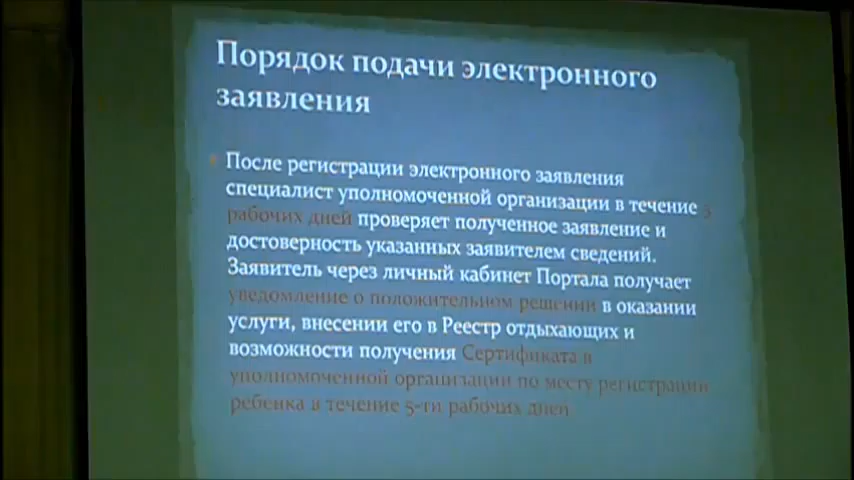 Порядок подачи электронного
заявления
После регистрации электронного заявления
специалист уполномоченной организации в течение
рабочих дней проверяет полученное заявление и
достоверность указанных заявителем сведений.
Заявитель через личный кабинет Портала получает
уведомление о положительном решении в оказании
услуги, внесении его в Реестр отдыхающих и
возможности получения Сертификата в
уполномоченной организации по месту регистрации
ребенка в течение 5-ти рабочих дней